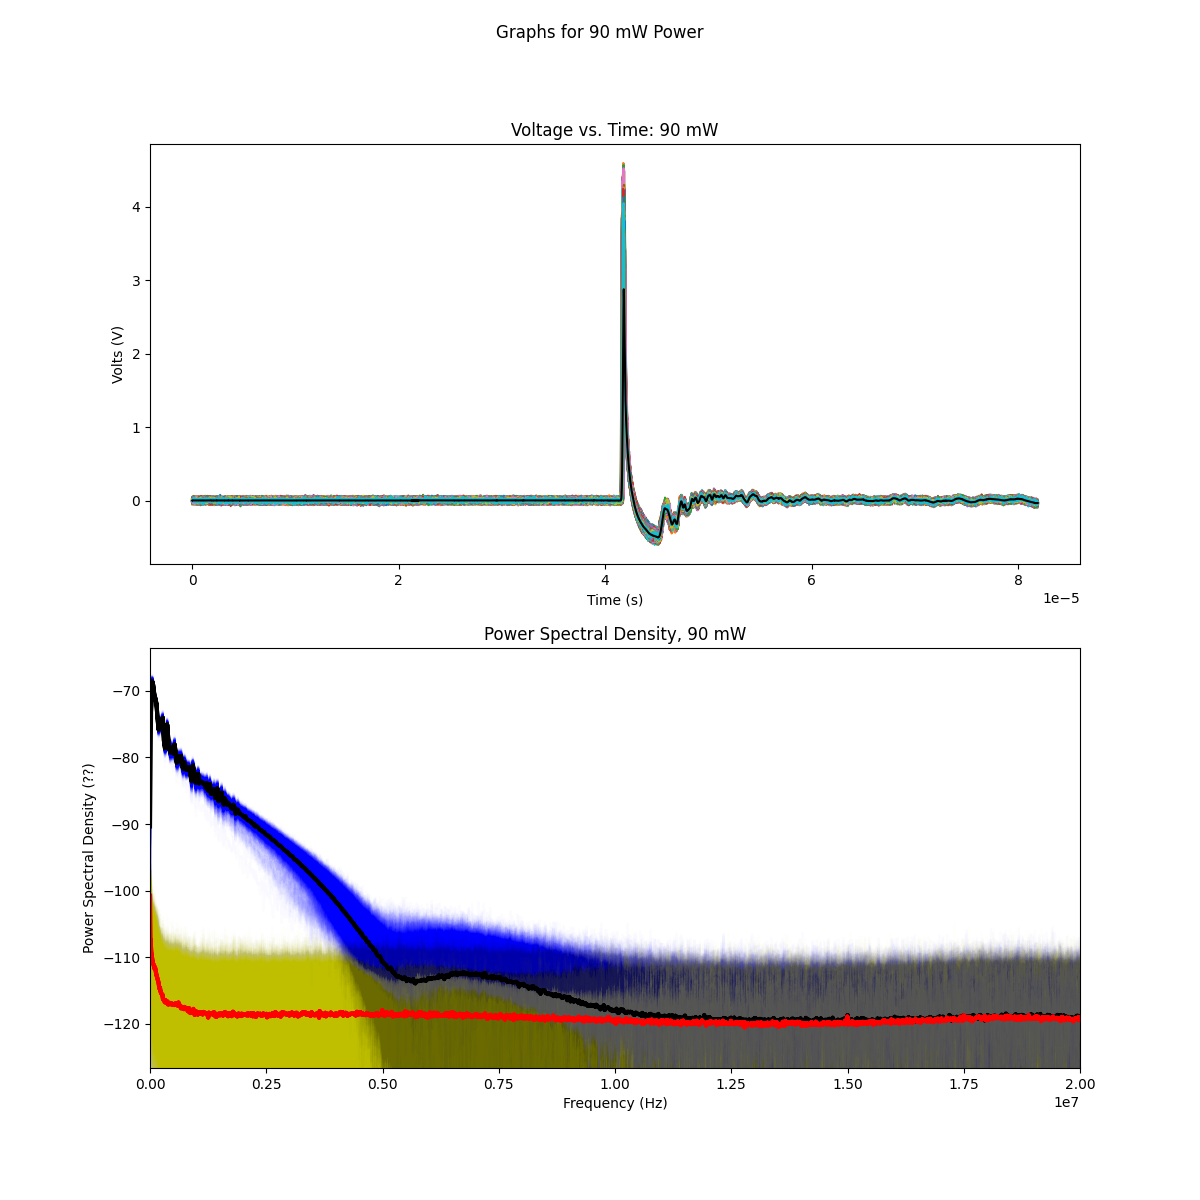 Graphs for 90 mW Power
Voltage vs. Time: 90 mW
Volts (V)
4
3
2
1
0
0 2 4 6 8
1e−5
Time (s)
Power Spectral Density, 90 mW
Power Spectral Density (??)
−70
−80
−90
−100
−110
−120
0.00 0.25 0.50 0.75 1.00 1.25 1.50 1.75 2.00
1e7
Frequency (Hz)